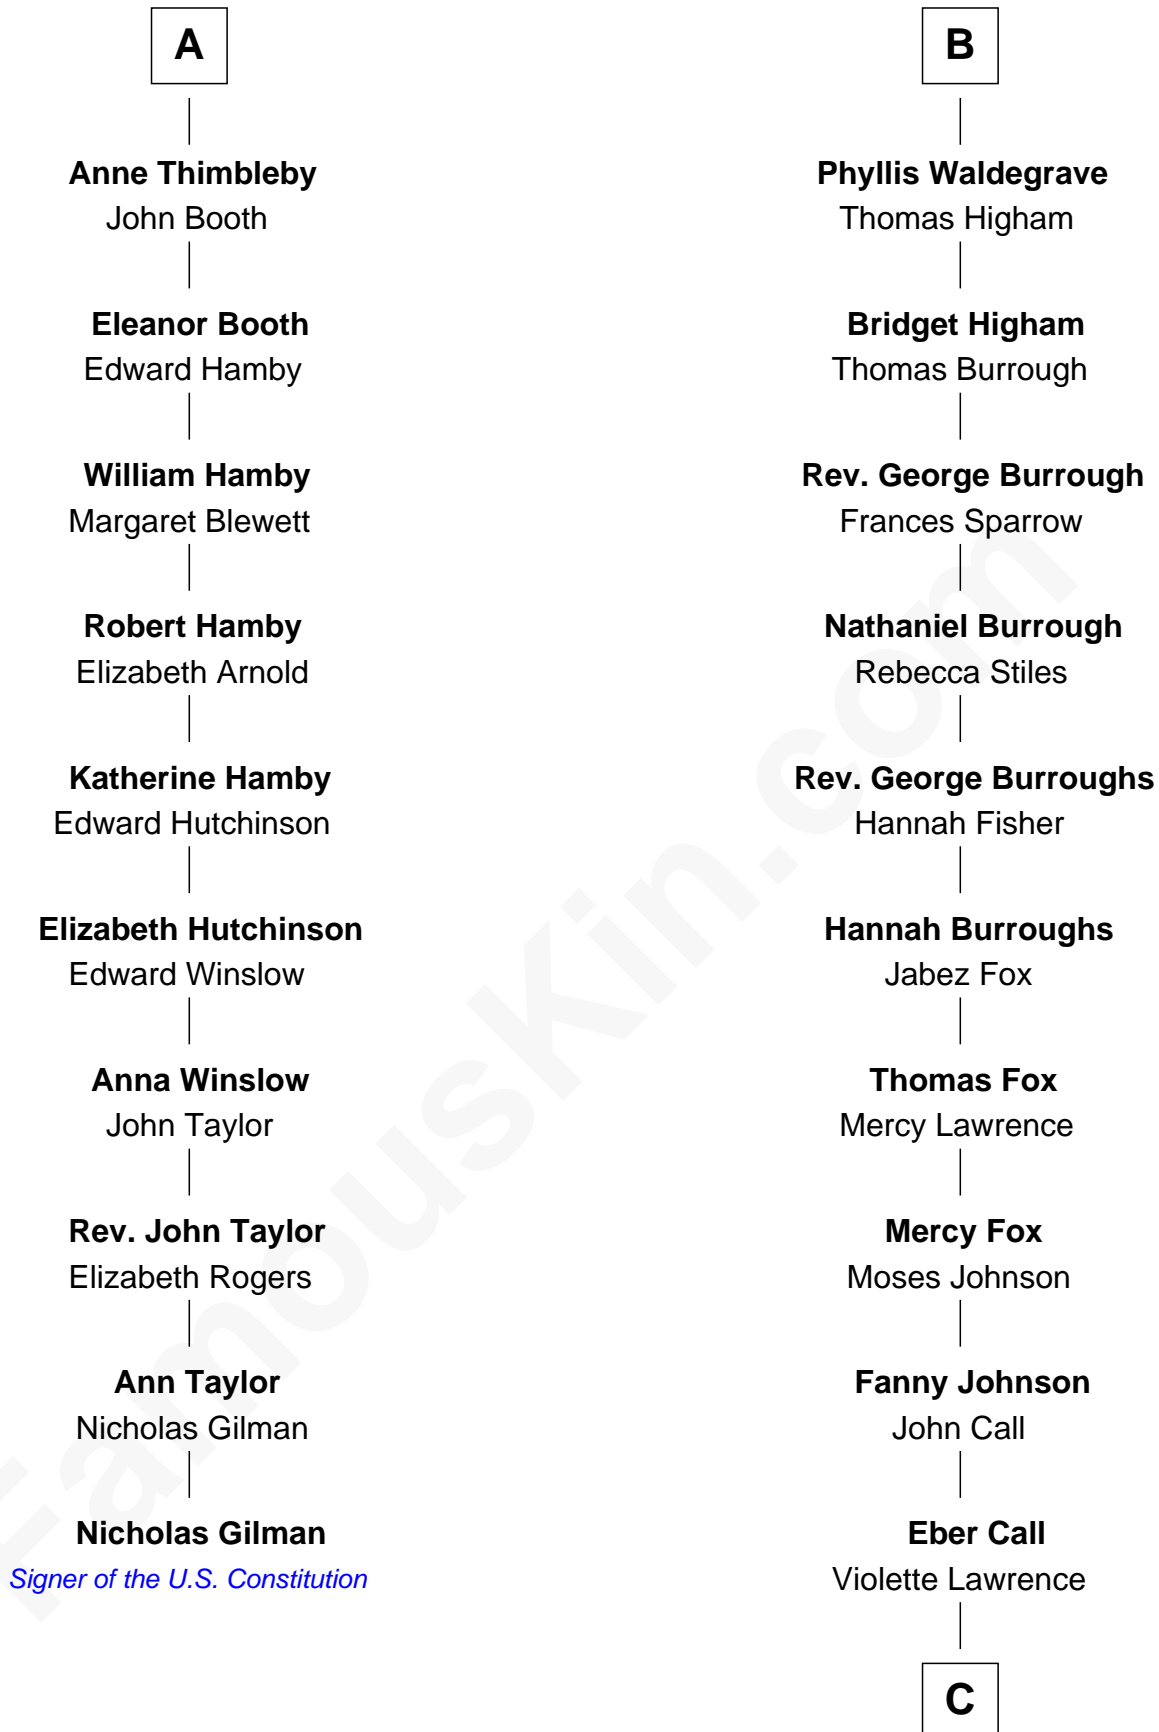 A
Anne Thimbleby
John Booth
Eleanor Booth
Edward Hamby
William Hamby
Margaret Blewett
Robert Hamby
Elizabeth Arnold
Katherine Hamby
Edward Hutchinson
Elizabeth Hutchinson
Edward Winslow
Anna Winslow
John Taylor
Rev. John Taylor
Elizabeth Rogers
Ann Taylor
Nicholas Gilman
Nicholas Gilman
Signer of the U.S. Constitution
B
Phyllis Waldegrave
Thomas Higham
Bridget Higham
Thomas Burrough
Rev. George Burrough
Frances Sparrow
Nathaniel Burrough
Rebecca Stiles
Rev. George Burroughs
Hannah Fisher
Hannah Burroughs
Jabez Fox
Thomas Fox
Mercy Lawrence
Mercy Fox
Moses Johnson
Fanny Johnson
John Call
Eber Call
Violette Lawrence
C
FamousKin.com